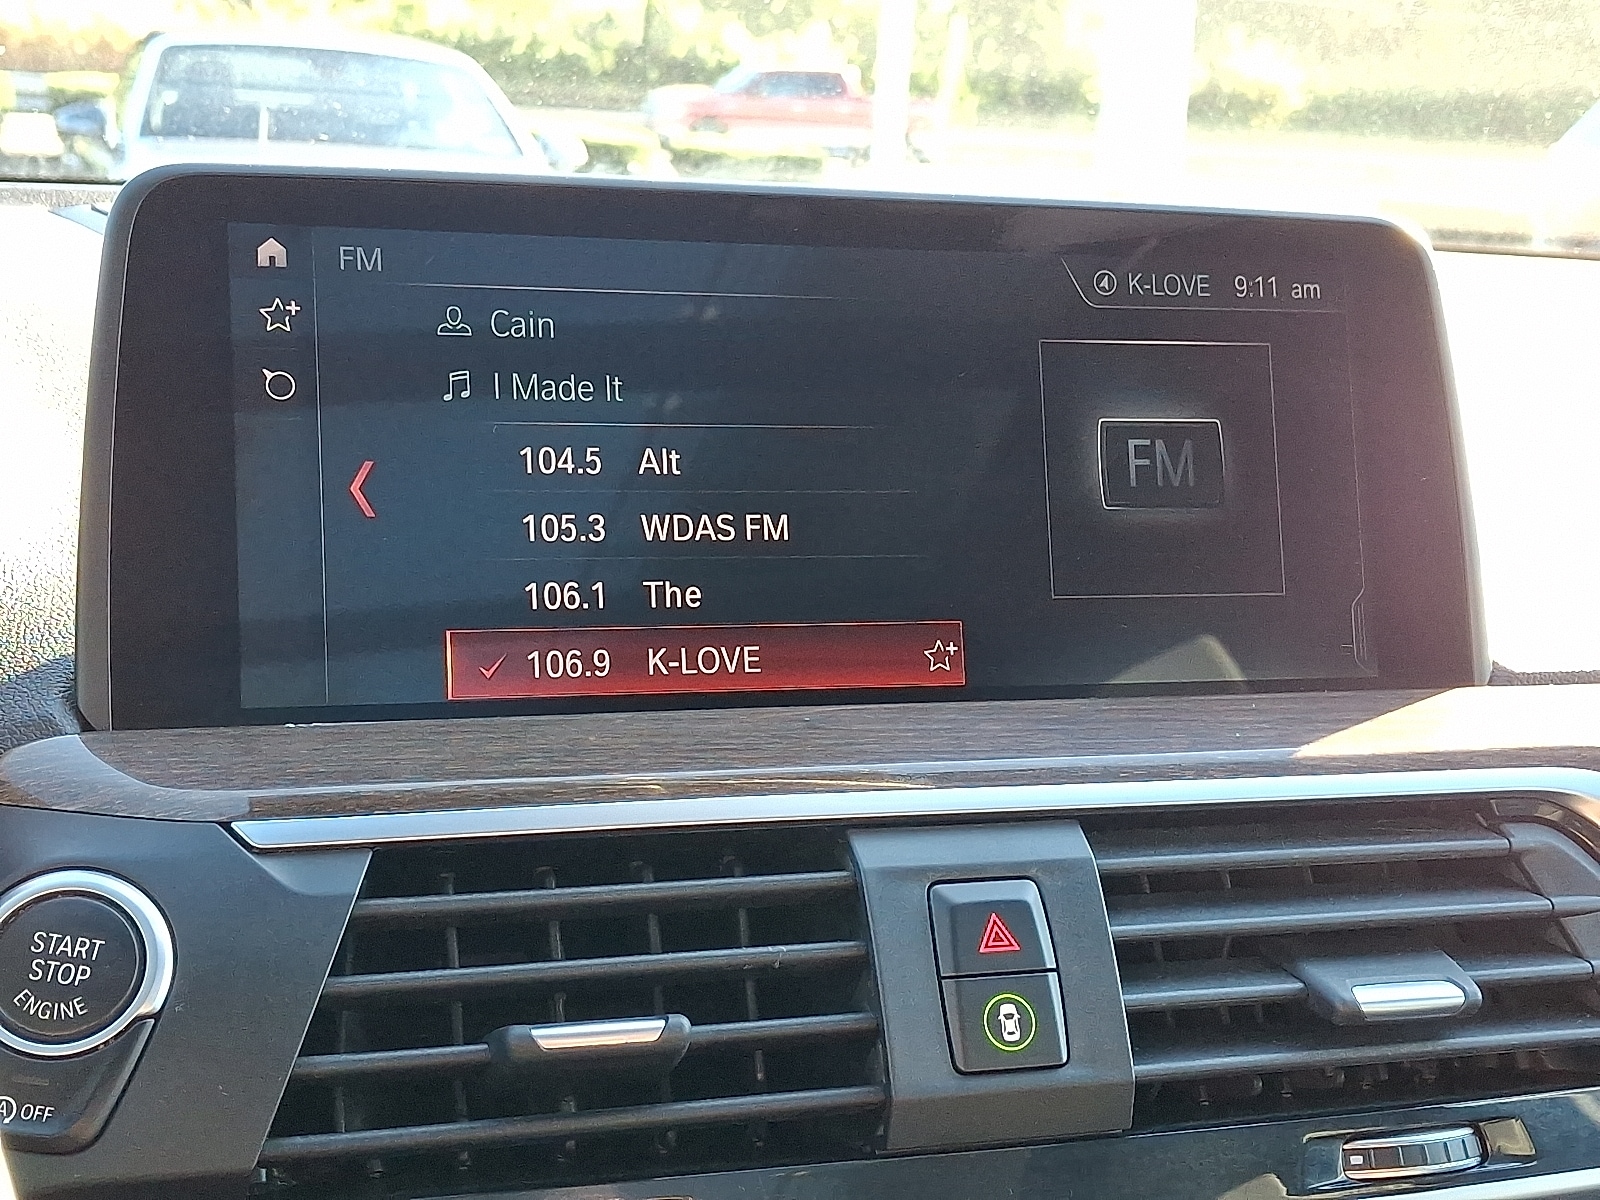 FM
K-LOVE 9:11 am
Cain
I Made It
104.5 Alt
105.3 WDAS FM
106.1 The
106.9 K-LOVE
FM
START
STOP
ENGINE
A OFF